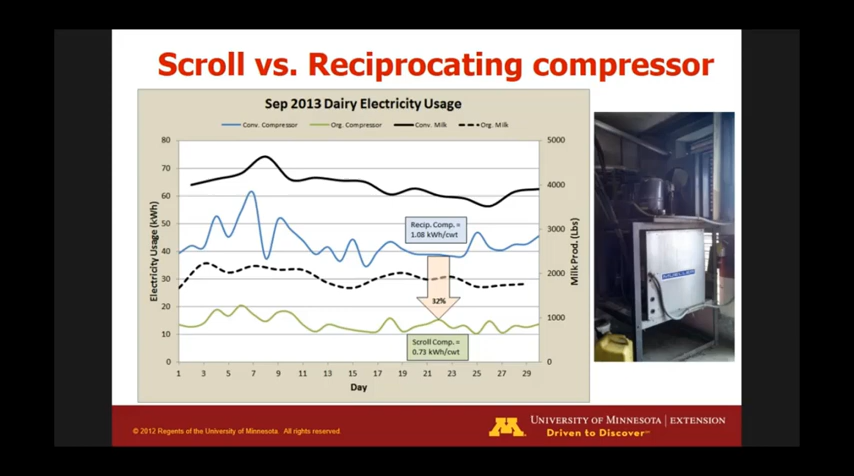 Scroll vs. Reciprocating compressor
Sep 2013 Dairy Electricity Usage
Conv. Compressor Org. Compressor Conv. Milk Org. Milk
80
70
60
50
40
30
20
10
0
Electricity Usage (kWh)
5000
4000
3000
2000
1000
0
Milk Prod. (Lbs)
Recip. Comp. =
1.08 kWh/cwt
32%
Scroll Comp. =
0.73 kWh/cwt
1 3 5 7 9 11 13 15 17 19 21 23 25 27 29
Day
MUELLER
© 2012 Regents of the University of Minnesota All rights reserved.
M
UNIVERSITY OF MINNESOTA | EXTENSION
Driven to Discover℠